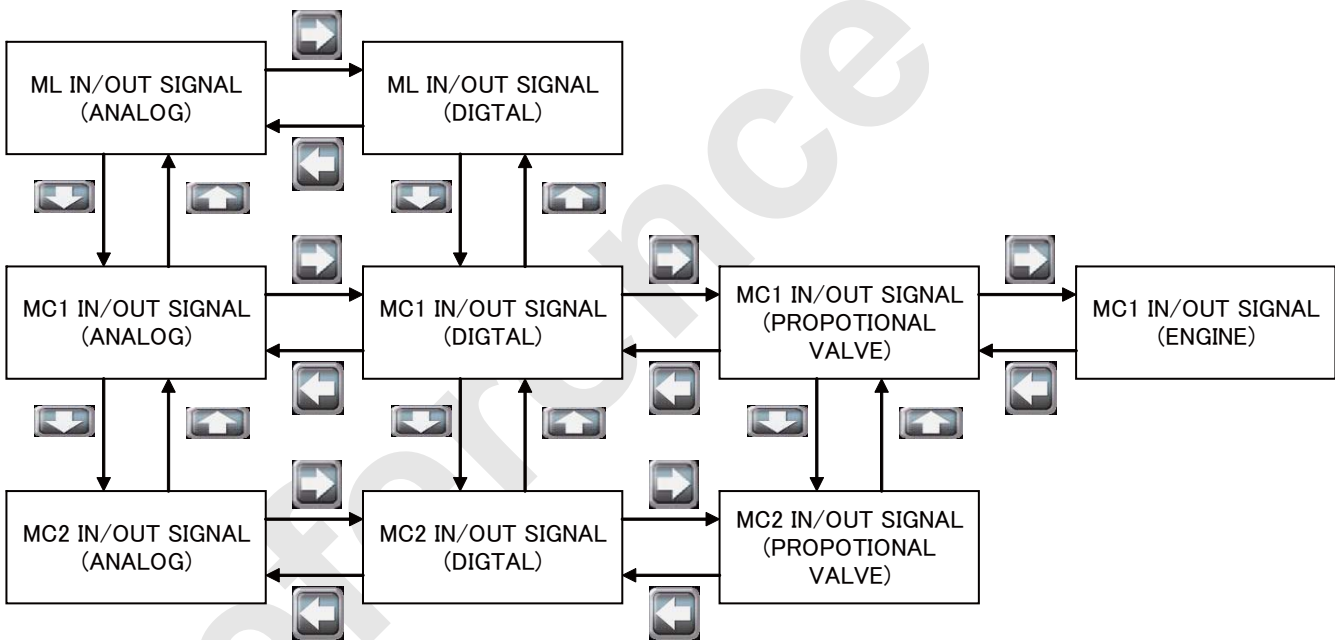 ML IN/OUT SIGNAL
(ANALOG)
ML IN/OUT SIGNAL
(DIGTAL)
MC1 IN/OUT SIGNAL
(ANALOG)
MC1 IN/OUT SIGNAL
(DIGTAL)
MC1 IN/OUT SIGNAL
(PROPOTIONAL
VALVE)
MC1 IN/OUT SIGNAL
(ENGINE)
MC2 IN/OUT SIGNAL
(ANALOG)
MC2 IN/OUT SIGNAL
(DIGTAL)
MC2 IN/OUT SIGNAL
(PROPOTIONAL
VALVE)